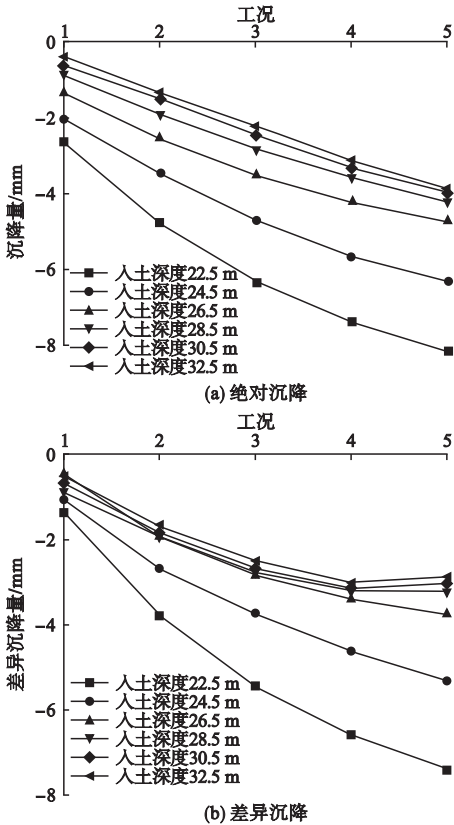 工况
1 2 3 4 5
0
−2
−4
−6
−8
沉降量/mm
入土深度22.5 m
入土深度24.5 m
入土深度26.5 m
入土深度28.5 m
入土深度30.5 m
入土深度32.5 m
(a) 绝对沉降
工况
1 2 3 4 5
0
−2
−4
−6
−8
差异沉降量/mm
入土深度22.5 m
入土深度24.5 m
入土深度26.5 m
入土深度28.5 m
入土深度30.5 m
入土深度32.5 m
(b) 差异沉降